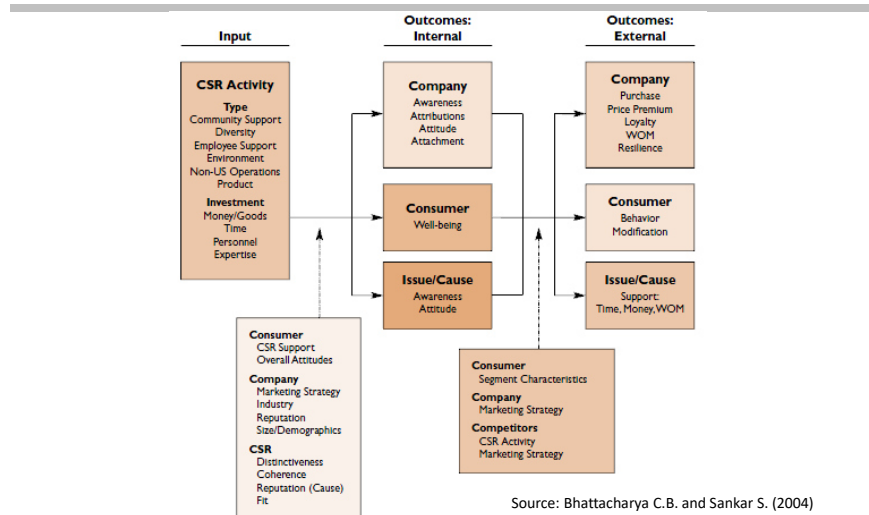 Input
Outcomes:
Internal
Outcomes:
External
CSR Activity
Type
Community Support
Diversity
Employee Support
Environment
Non-US Operations
Product
Investment
Money/Goods
Time
Personnel
Expertise
Company
Awareness
Attributions
Attitude
Attachment
Consumer
Well-being
Issue/Cause
Awareness
Attitude
Company
Purchase
Price Premium
Loyalty
WOM
Resilience
Consumer
Behavior
Modification
Issue/Cause
Support:
Time, Money, WOM
Consumer
CSR Support
Overall Attitudes
Company
Marketing Strategy
Industry
Reputation
Size/Demographics
CSR
Distinctiveness
Coherence
Reputation (Cause)
Fit
Consumer
Segment Characteristics
Company
Marketing Strategy
Competitors
CSR Activity
Marketing Strategy
Source: Bhattacharya C.B. and Sankar S. (2004)